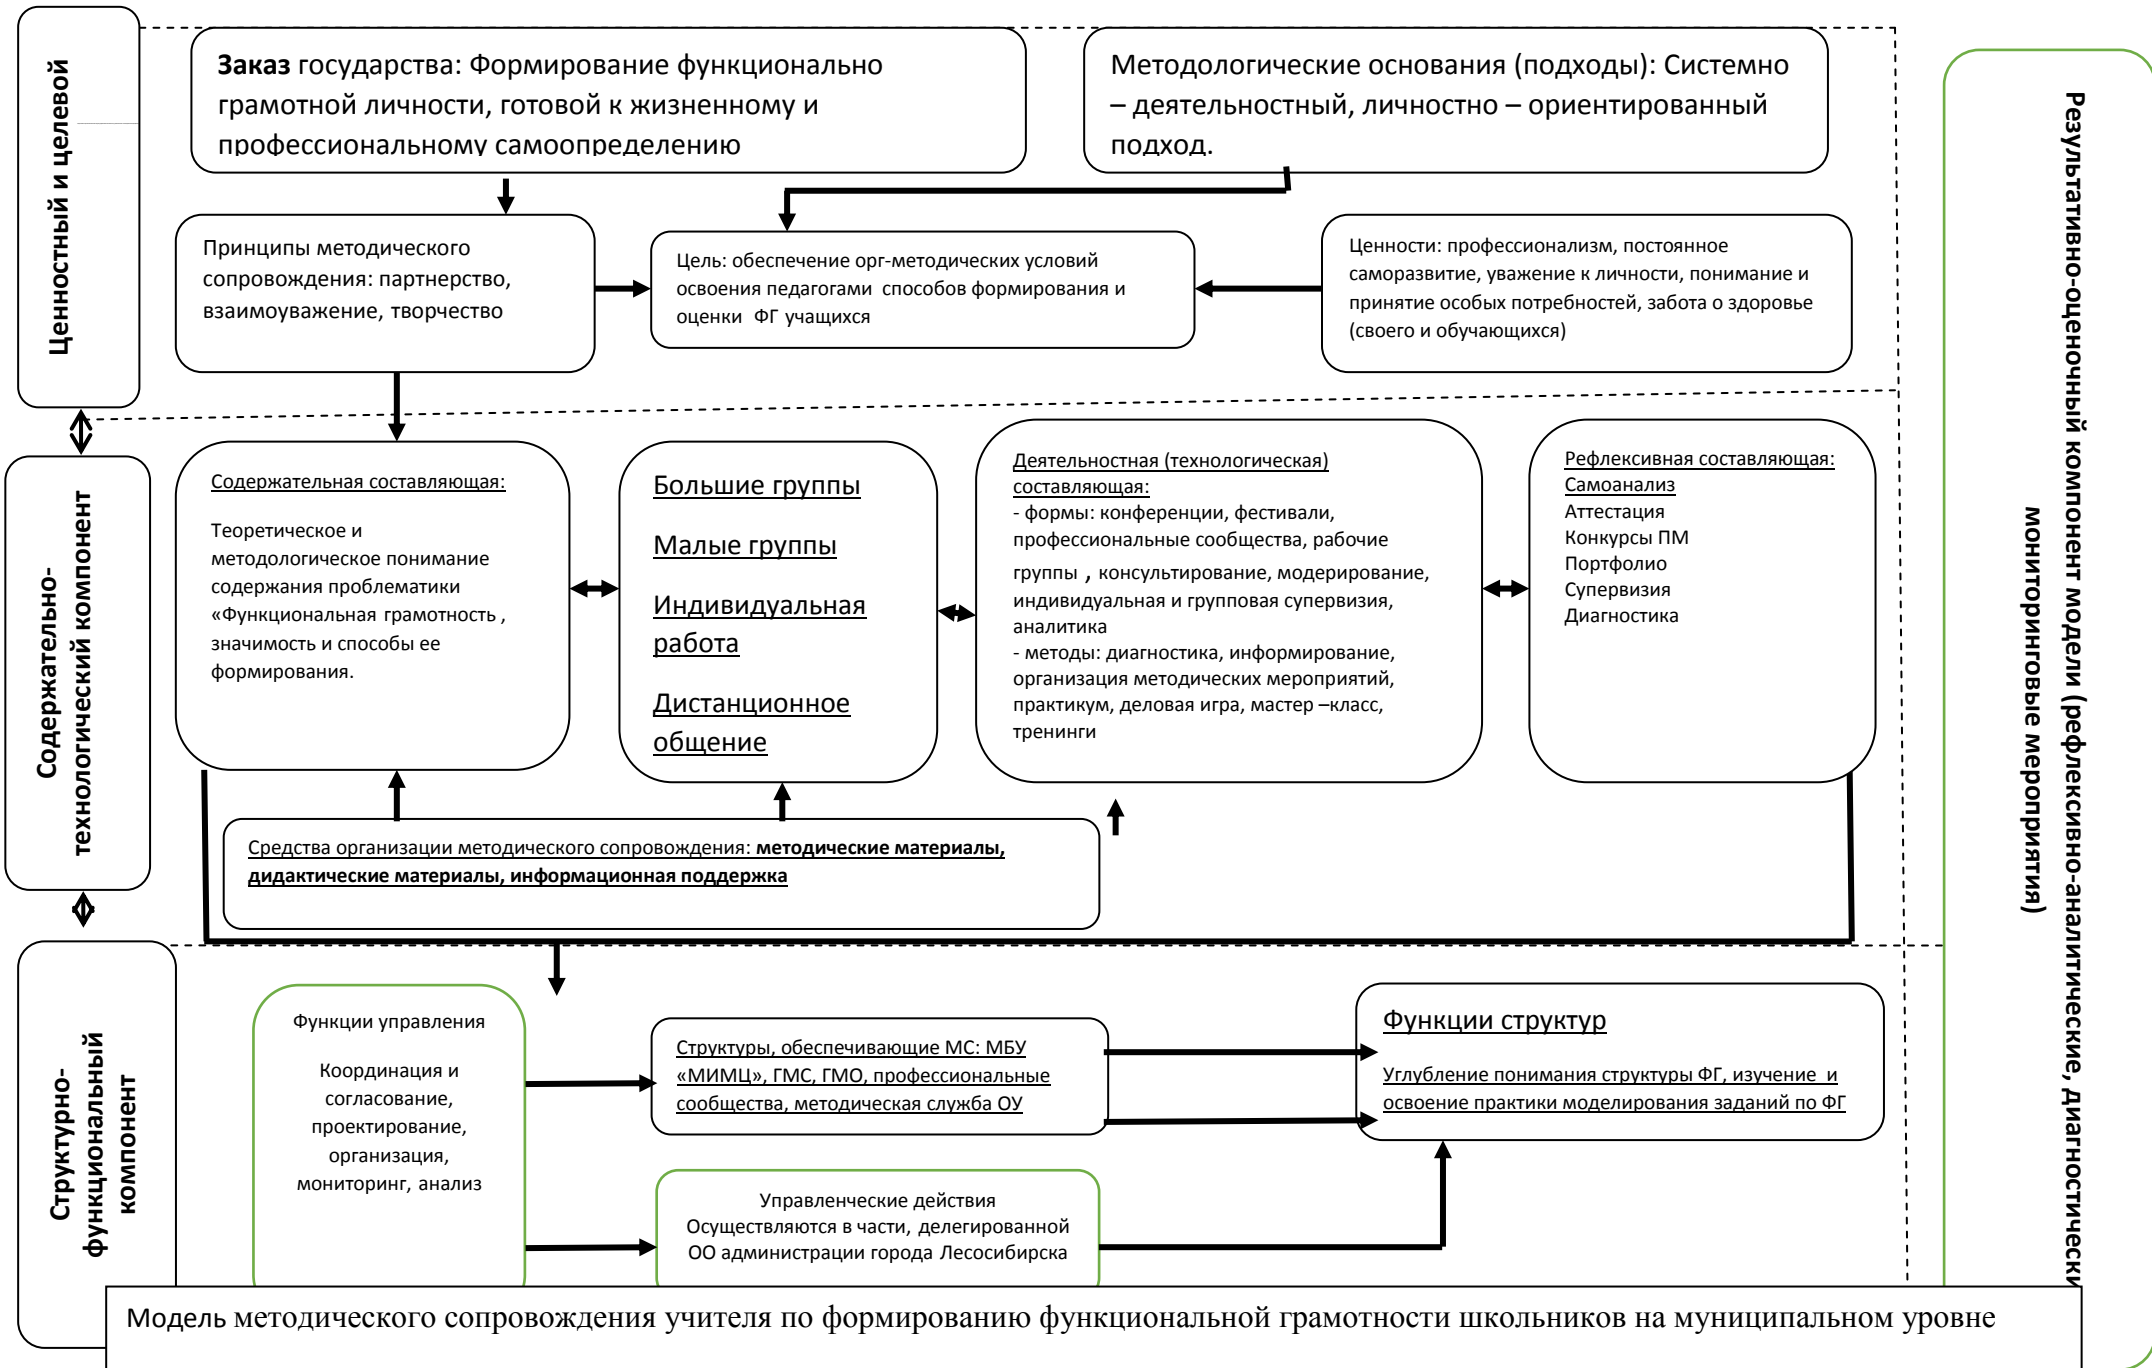 Ценностный и целевой
Заказ государства: Формирование функционально
грамотной личности, готовой к жизненному и
профессиональному самоопределению
Методологические основания (подходы): Системно
– деятельностный, личностно – ориентированный
подход.
Принципы методического
сопровождения: партнерство,
взаимоуважение, творчество
Цель: обеспечение орг-методических условий
освоения педагогами способов формирования и
оценки ФГ учащихся
Ценности: профессионализм, постоянное
саморазвитие, уважение к личности, понимание и
принятие особых потребностей, забота о здоровье
(своего и обучающихся)
Содержательно-
технологический компонент
Содержательная составляющая:
Теоретическое и
методологическое понимание
содержания проблематики
«Функциональная грамотность ,
значимость и способы ее
формирования.
Большие группы
Малые группы
Индивидуальная
работа
Дистанционное
общение
Деятельностная (технологическая)
составляющая:
- формы: конференции, фестивали,
профессиональные сообщества, рабочие
группы , консультирование, модерирование,
индивидуальная и групповая супервизия,
аналитика
- методы: диагностика, информирование,
организация методических мероприятий,
практикум, деловая игра, мастер –класс,
тренинги
Рефлексивная составляющая:
Самоанализ
Аттестация
Конкурсы ПМ
Портфолио
Супервизия
Диагностика
Средства организации методического сопровождения: методические материалы,
дидактические материалы, информационная поддержка
Структурно-
функциональный
компонент
Функции управления
Координация и
согласование,
проектирование,
организация,
мониторинг, анализ
Структуры, обеспечивающие МС: МБУ
«МИМЦ», ГМС, ГМО, профессиональные
сообщества, методическая служба ОУ
Функции структур
Углубление понимания структуры ФГ, изучение и
освоение практики моделирования заданий по ФГ
Управленческие действия
Осуществляются в части, делегированной
ОО администрации города Лесосибирска
Результативно-оценочный компонент модели (рефлексивно-аналитические, диагностически
мониторинговые мероприятия)
Модель методического сопровождения учителя по формированию функциональной грамотности школьников на муниципальном уровне